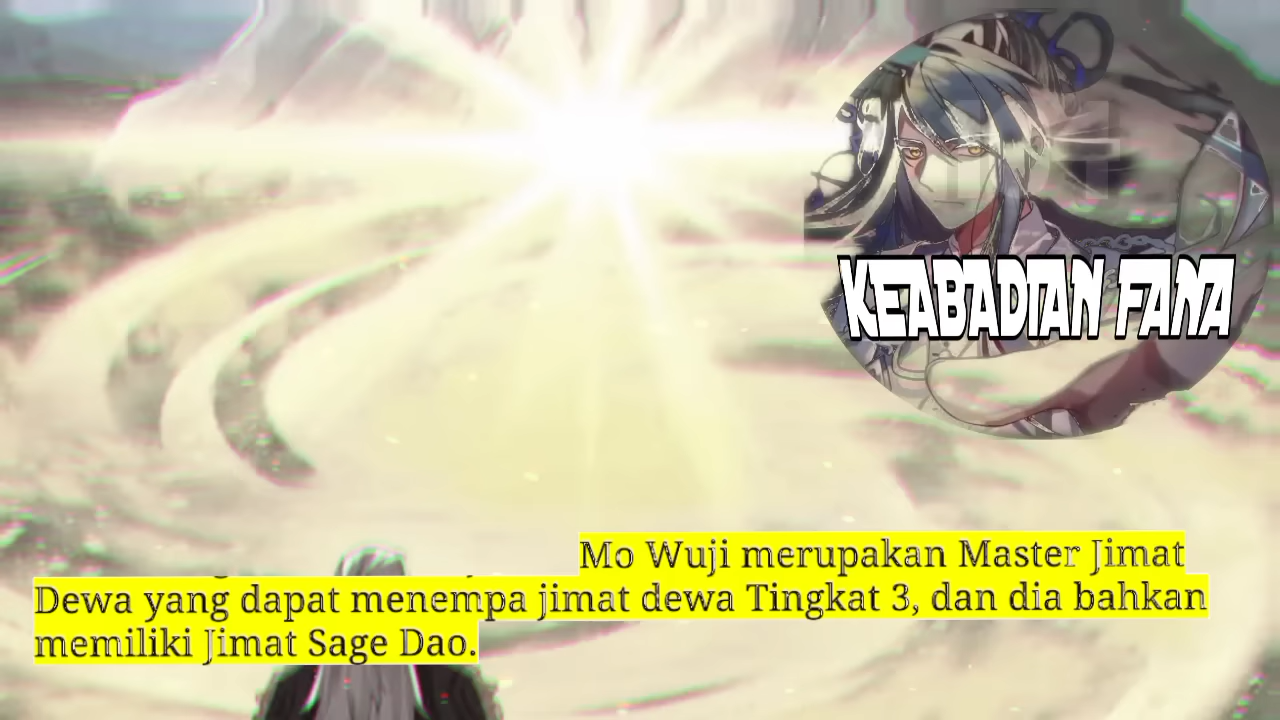 KEABADIAN FANA
Mo Wuji merupakan Master Jimat
Dewa yang dapat menempa jimat dewa Tingkat 3, dan dia bahkan
memiliki Jimat Sage Dao.